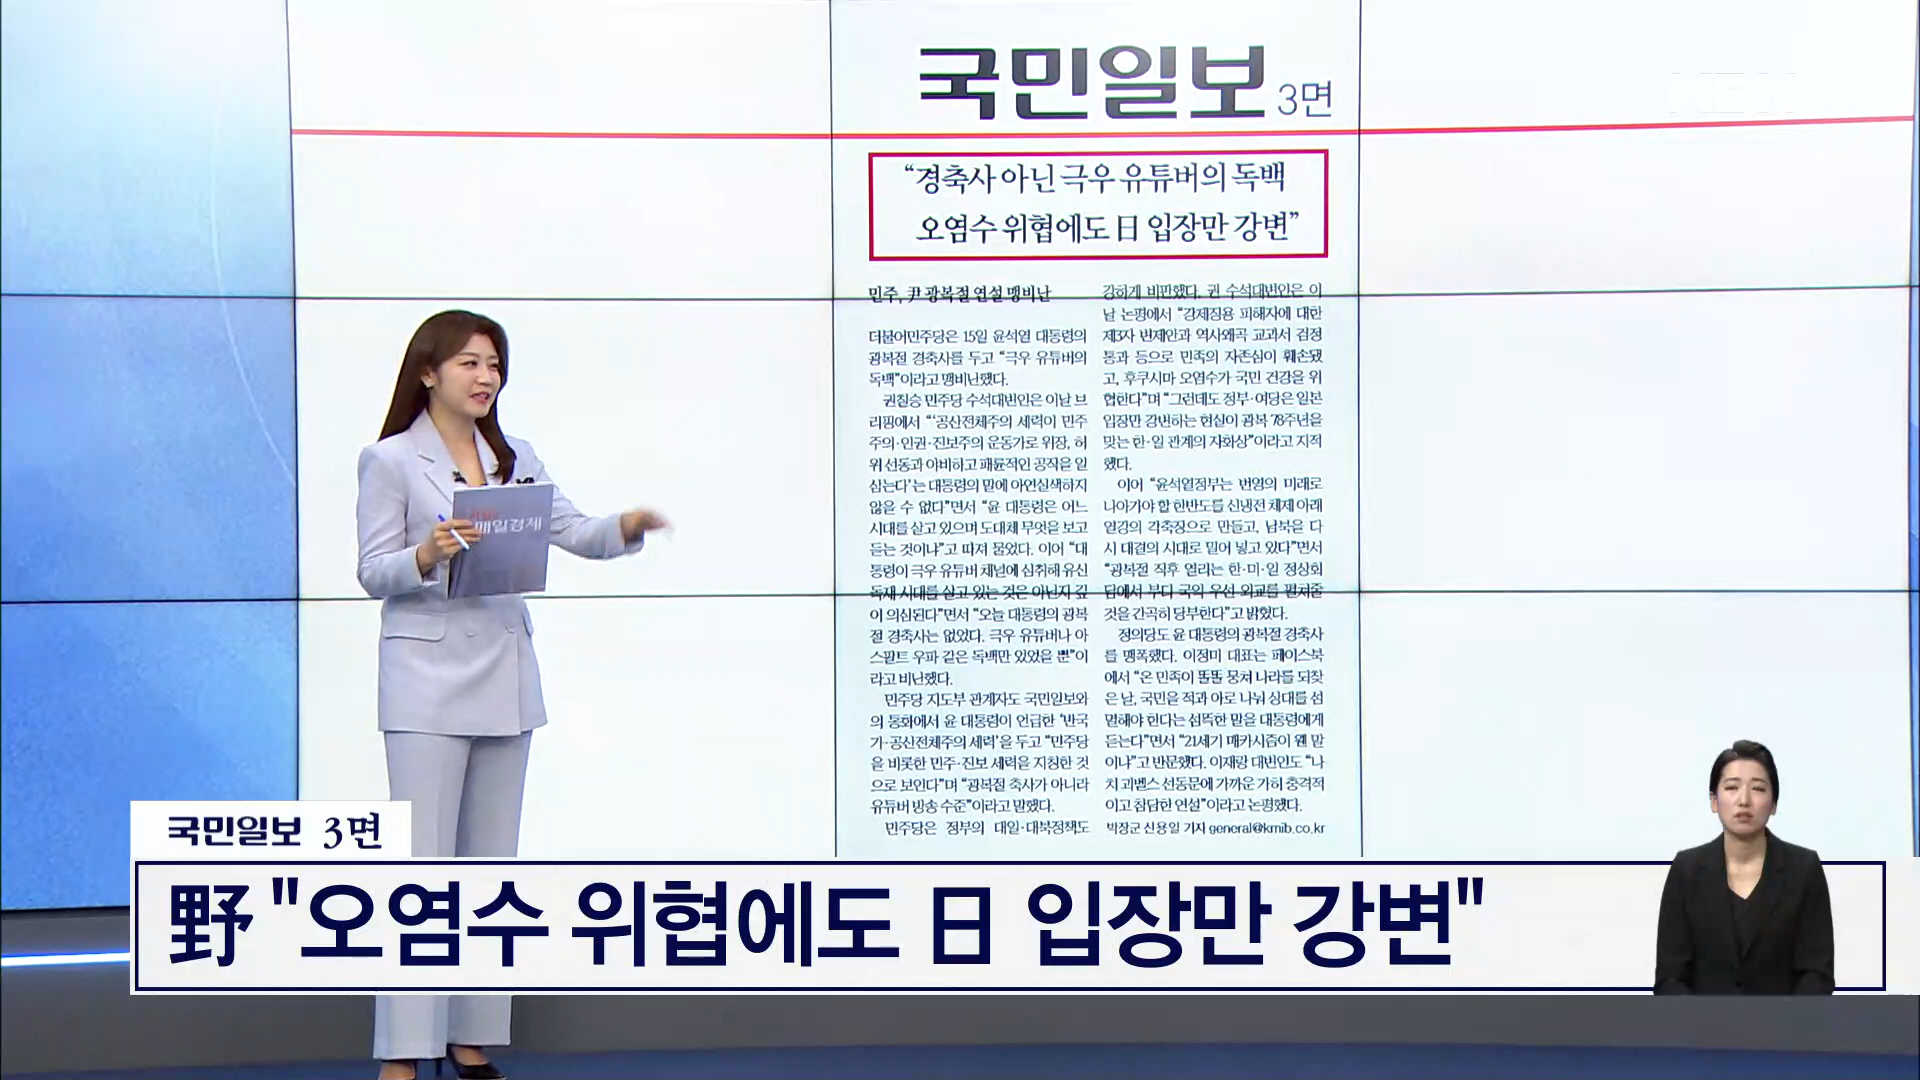 국민일보 3면
MBN
“경축사 아닌 극우 유튜버의 독백
오염수 위협에도 日 입장만 강변”
민주, 尹 광복절 연설 맹비난
더불어민주당은 15일 윤석열 대통령의
광복절 경축사를 두고 “극우 유튜버의
독백”이라고 맹비난했다.
권칠승 민주당 수석대변인은 이날 브
리핑에서 “‘공산전체주의 세력이 민주
주의·인권·진보주의 운동가로 위장, 허
위 선동과 야비하고 패륜적인 공작을 일
삼는다’는 대통령의 말에 아연실색하지
않을 수 없다”면서 “윤 대통령은 어느
시대를 살고 있으며 도대체 무엇을 보고
듣는 것이냐”고 따져 물었다. 이어 “대
통령이 극우 유튜버 채널에 심취해 유신
독재 시대를 살고 있는 것은 아닌지 깊
이 의심된다”면서 “오늘 대통령의 광복
절 경축사는 없었다. 극우 유튜버나 아
스팔트 우파 같은 독백만 있었을 뿐”이
라고 비난했다.
민주당 지도부 관계자도 국민일보와
의 통화에서 윤 대통령이 언급한 ‘반국
가·공산전체주의 세력’을 두고 “민주당
을 비롯한 민주·진보 세력을 지칭한 것
으로 보인다”며 “광복절 축사가 아니라
유튜버 방송 수준”이라고 말했다.
민주당은 정부의 대일·대북정책도
강하게 비판했다. 권 수석대변인은 이
날 논평에서 “강제징용 피해자에 대한
제3자 변제안과 역사왜곡 교과서 검정
통과 등으로 민족의 자존심이 훼손됐
고, 후쿠시마 오염수가 국민 건강을 위
협한다”며 “그런데도 정부·여당은 일본
입장만 강변하는 현실이 광복 78주년을
맞는 한·일 관계의 자화상”이라고 지적
했다.
이어 “윤석열정부는 번영의 미래로
나아가야 할 한반도를 신냉전 체제 아래
열강의 각축장으로 만들고, 남북을 다
시 대결의 시대로 밀어 넣고 있다”면서
“광복절 직후 열리는 한·미·일 정상회
담에서 부디 국익 우선 외교를 펼쳐줄
것을 간곡히 당부한다”고 밝혔다.
정의당도 윤 대통령의 광복절 경축사
를 맹폭했다. 이정미 대표는 페이스북
에서 “온 민족이 똘똘 뭉쳐 나라를 되찾
은 날, 국민을 적과 아로 나눠 상대를 섬
멸해야 한다는 섬뜩한 말을 대통령에게
듣는다”면서 “21세기 매카시즘이 웬 말
이냐”고 반문했다. 이재랑 대변인도 “나
치 괴벨스 선동문에 가까운 가히 충격적
이고 참담한 연설”이라고 논평했다.
박장군 신용일 기자 general@kmib.co.kr
매일경제
국민일보 3면
野 "오염수 위협에도 日 입장만 강변"